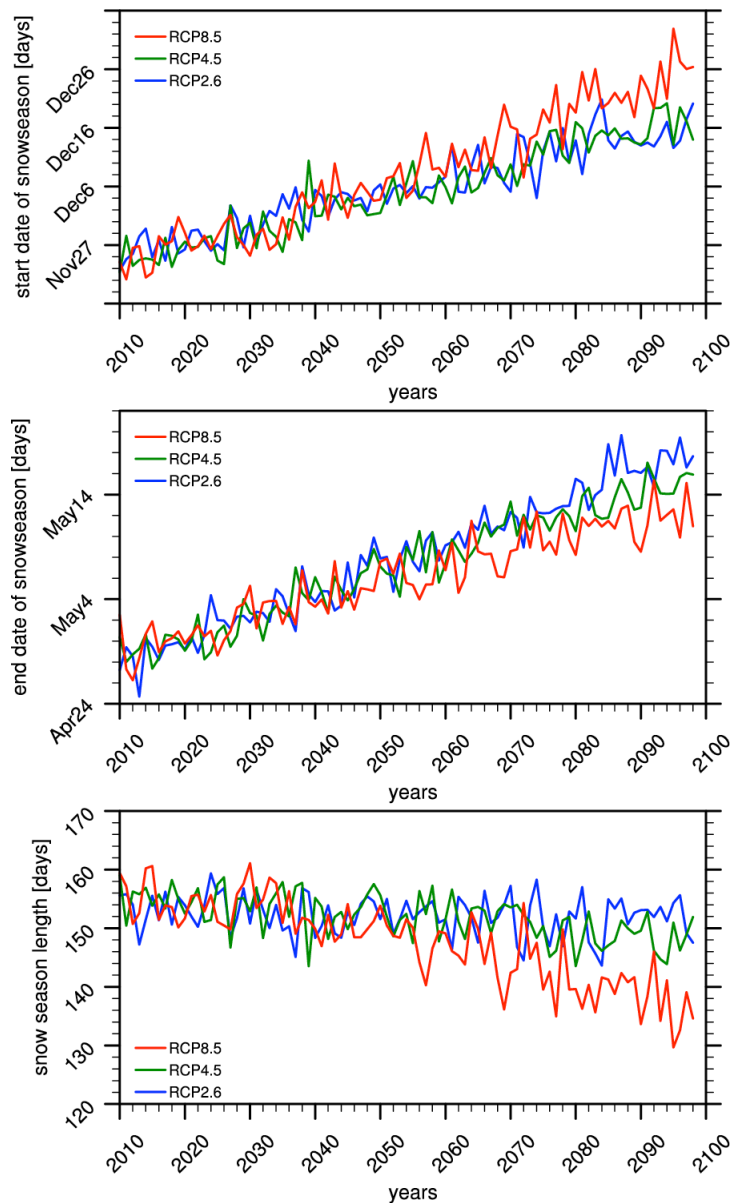 start date of snowseason [days]
Dec26
Dec16
Dec6
Nov27
RCP8.5
RCP4.5
RCP2.6
2010 2020 2030 2040 2050 2060 2070 2080 2090 2100
years
end date of snowseason [days]
May14
May4
Apr24
RCP8.5
RCP4.5
RCP2.6
2010 2020 2030 2040 2050 2060 2070 2080 2090 2100
years
snow season length [days]
170
160
150
140
130
120
RCP8.5
RCP4.5
RCP2.6
2010 2020 2030 2040 2050 2060 2070 2080 2090 2100
years